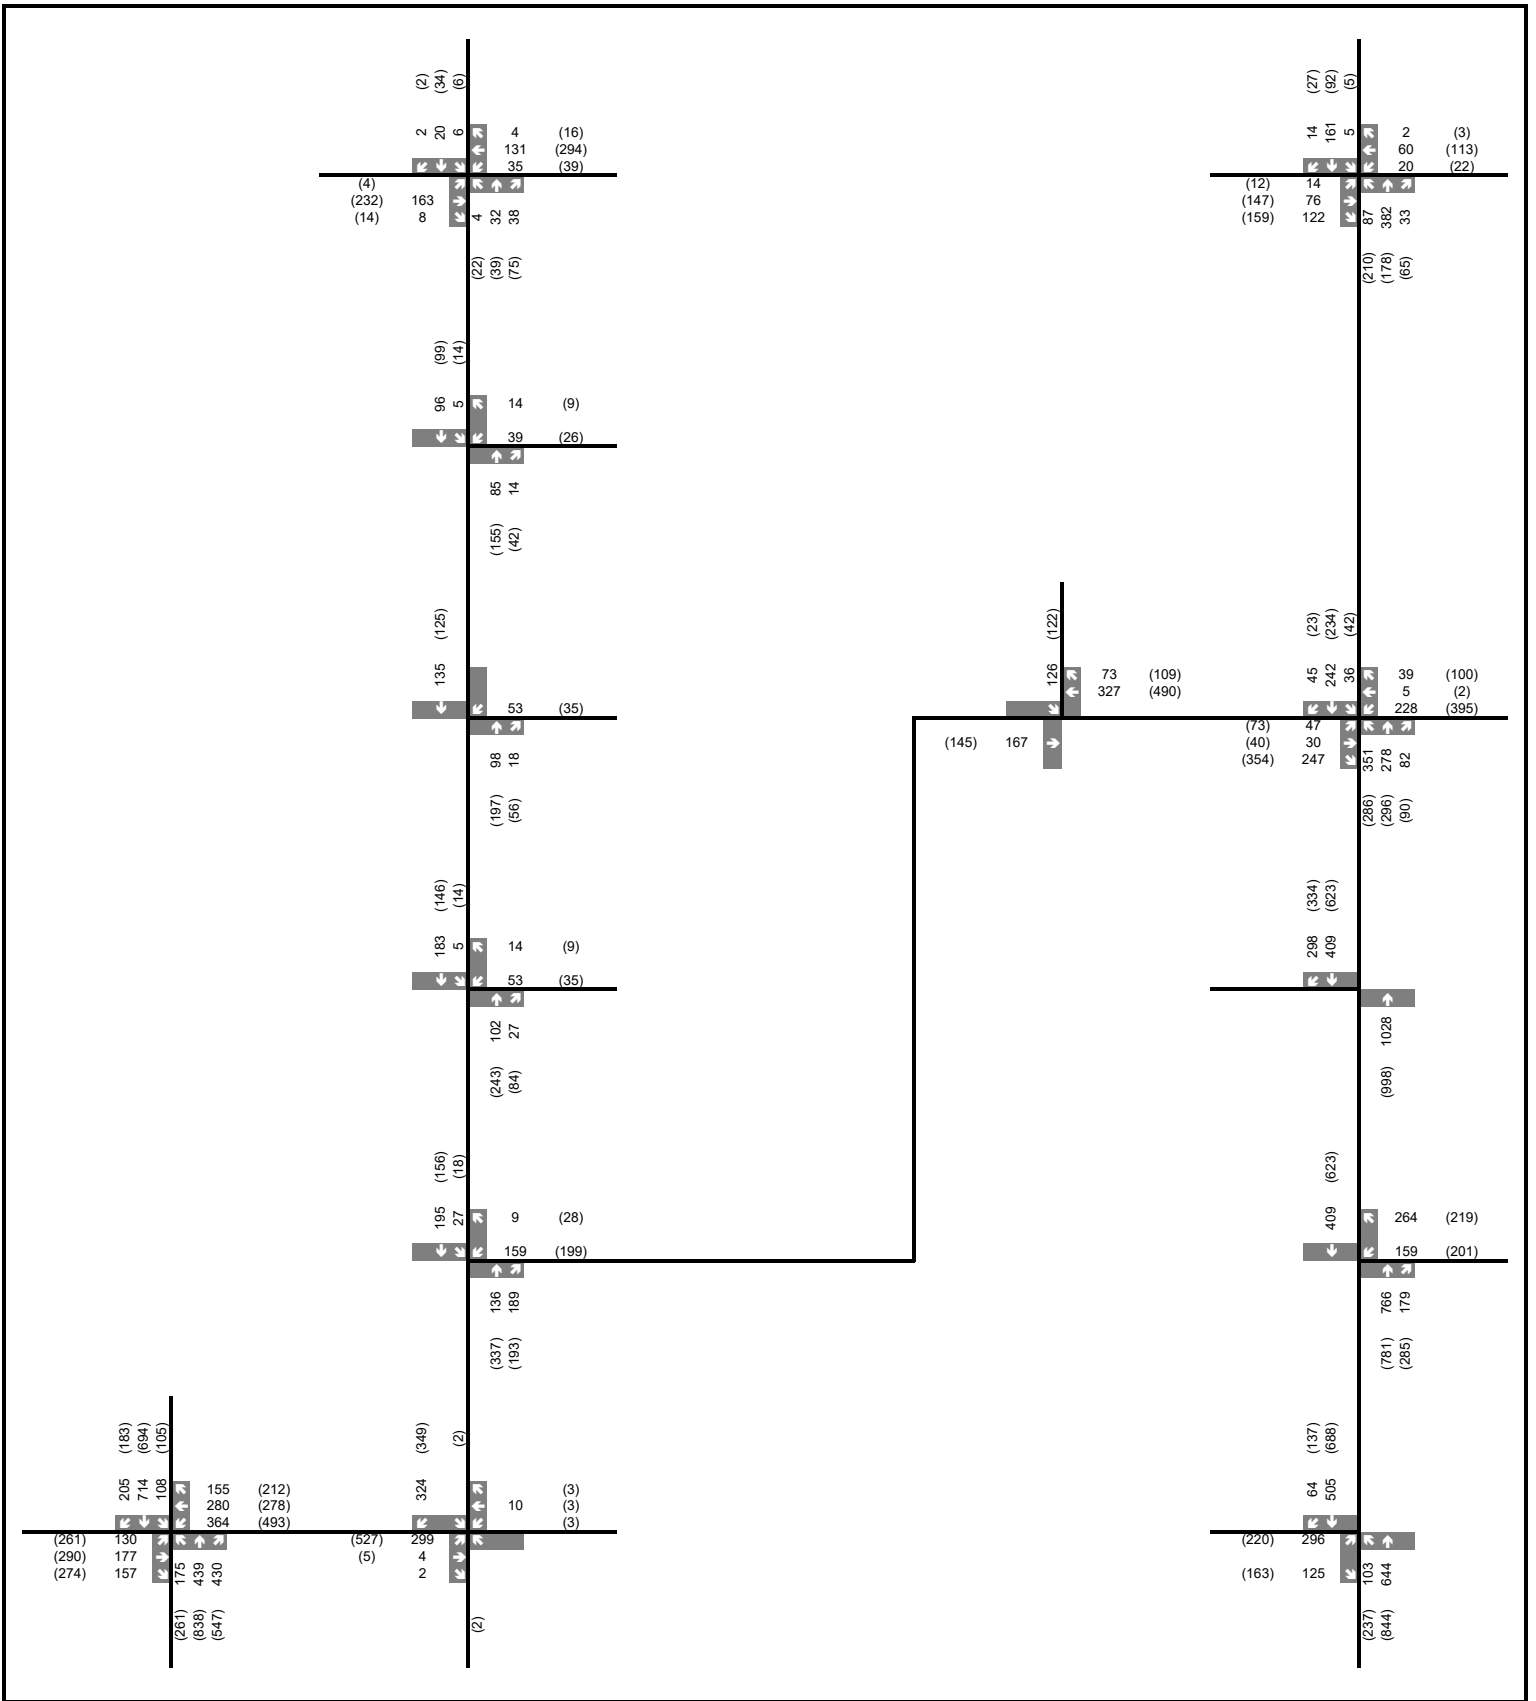 (2) (34) (6)
(27) (92) (5)
2 20 6 4 (16)
14 161 5 2 (3)
131 (294)
60 (113)
35 (39)
20 (22)
(4)
(12) 14
(232) 163
(147) 76
(14) 8
(159) 122
4 32 38
87 382 33
(22) (39) (75)
(210) (178) (65)
(99) (14)
96 5 14 (9)
39 (26)
85 14
(155) (42)
(125)
(122)
(23) (234) (42)
135
126 73 (109)
45 242 36 39 (100)
327 (490)
5 (2)
53 (35)
228 (395)
(73) 47
(145) 167
(40) 30
(354) 247
98 18
351 278 82
(197) (56)
(286) (296) (90)
(146) (14)
(334) (623)
183 5 14 (9)
298 409
53 (35)
102 27
1028
(243) (84)
(998)
(156) (18)
(623)
195 27 9 (28)
409 264 (219)
159 (199)
159 (201)
136 189
766 179
(337) (193)
(781) (285)
(183) (694) (105)
(349) (2)
(137) (688)
205 714 108 155 (212)
324 (3)
64 505
280 (278)
10 (3)
364 (493)
(3)
(261) 130
(527) 299
(220) 296
(290) 177
(5) 4
(274) 157
2
(163) 125
175 439 430
103 644
(261) (838) (547)
(2)
(237) (844)